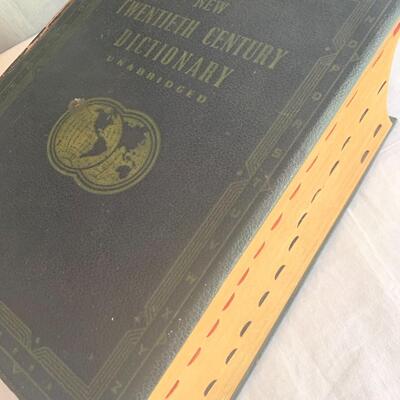 NEW
TWENTIETH CENTURY
DICTIONARY
UNABRIDGED
N O P Q R S T U V W X Y Z